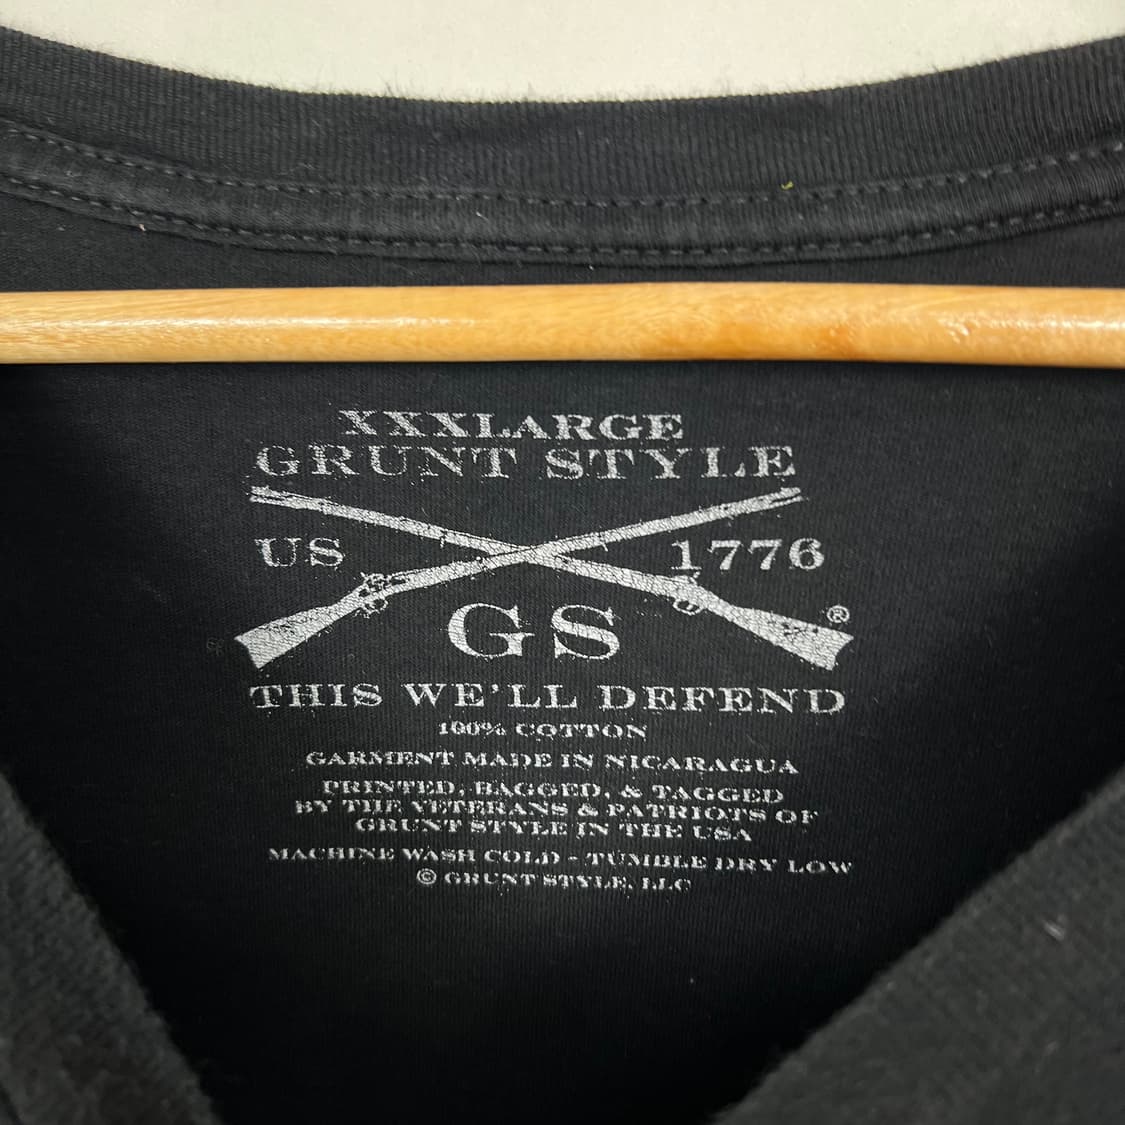 XXXLARGE
GRUNT STYLE
US 1776
GS ®
THIS WE'LL DEFEND
100% COTTON
GARMENT MADE IN NICARAGUA
PRINTED, BAGGED, & TAGGED
BY THE VETERANS & PATRIOTS OF
GRUNT STYLE IN THE USA
MACHINE WASH COLD - TUMBLE DRY LOW
© GRUNT STYLE, LLC